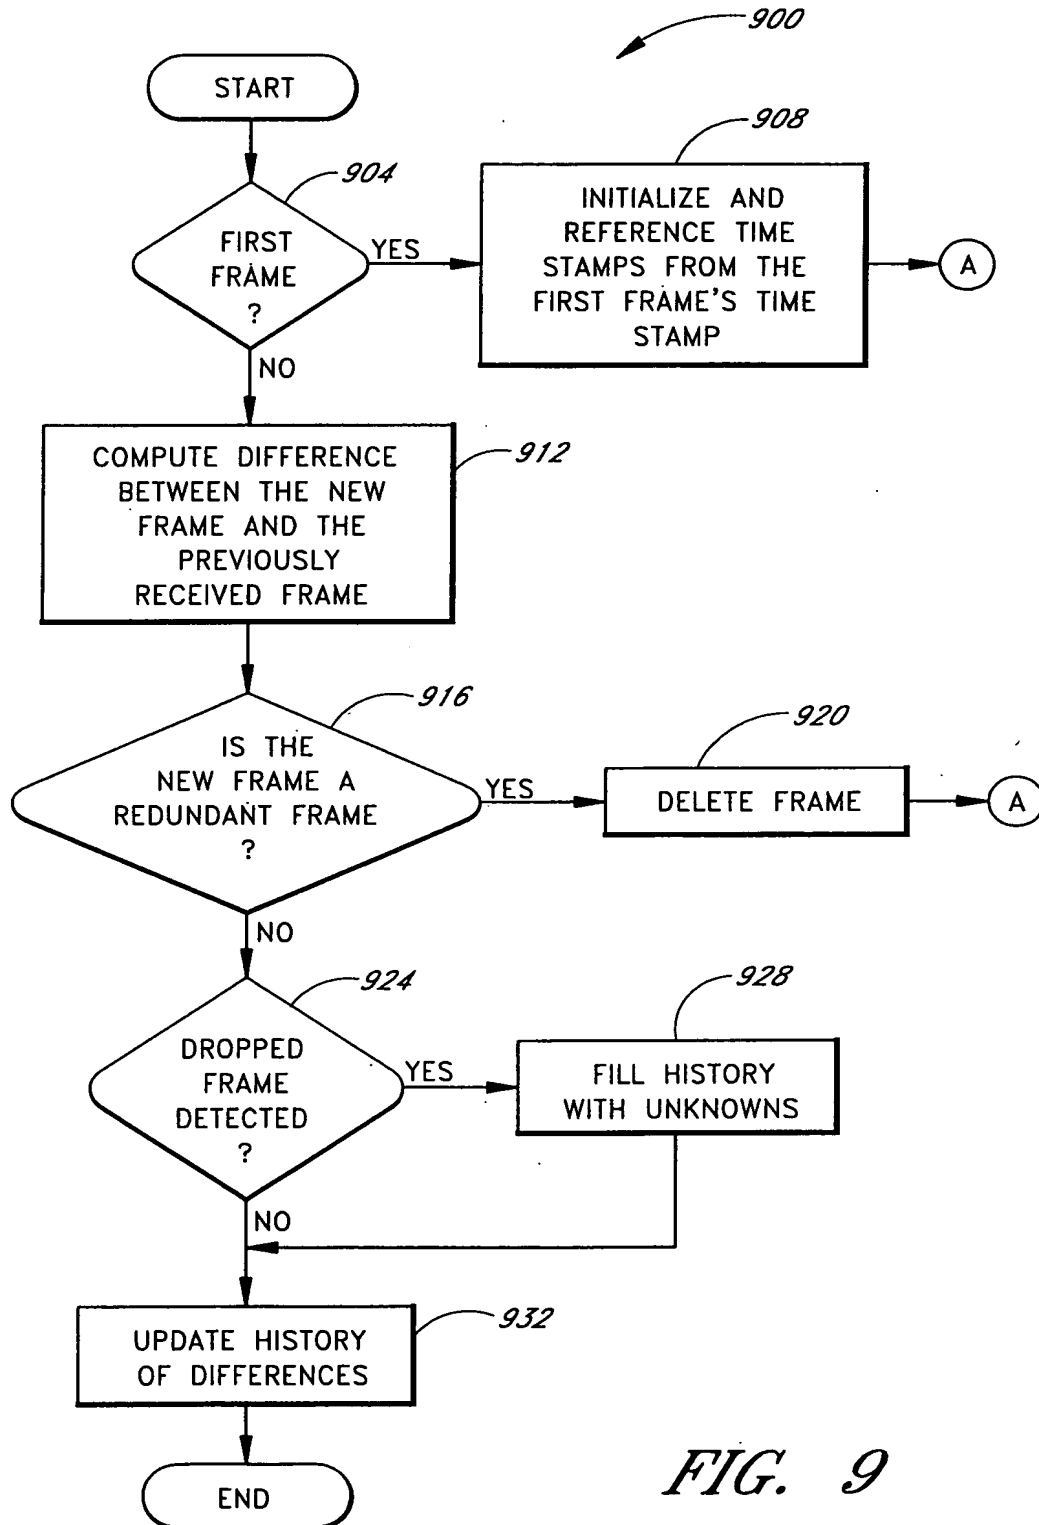 900
START
908
904
INITIALIZE AND
REFERENCE TIME
STAMPS FROM THE
FIRST FRAME'S TIME
STAMP
A
FIRST
FRAME
?
YES
NO
912
COMPUTE DIFFERENCE
BETWEEN THE NEW
FRAME AND THE
PREVIOUSLY
RECEIVED FRAME
916
920
IS THE
NEW FRAME A
REDUNDANT FRAME
?
YES
DELETE FRAME
A
NO
924
928
DROPPED
FRAME
DETECTED
?
YES
FILL HISTORY
WITH UNKNOWNS
NO
932
UPDATE HISTORY
OF DIFFERENCES
END
FIG. 9